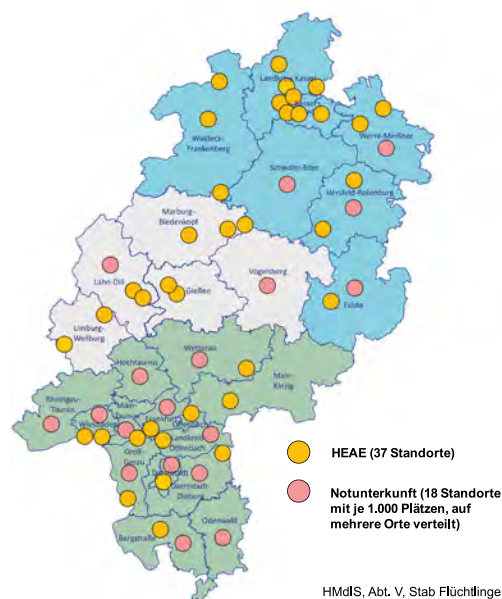 Landkreis Kassel
Kassel
Waldeck-
Frankenberg
Werra-Meißner
Schwalm-Eder
Hersfeld-Rotenburg
Marburg-
Biedenkopf
Lahn-Dill
Gießen
Vogelsberg
Fulda
Limburg-
Weilburg
Wetterau
Hochtaunus
Main-
Kinzig
Rheingau-
Taunus
Main-
Taunus
Frankfurt
Offenbach
Wiesbaden
Landkreis
Offenbach
Groß-
Gerau
Darmstadt
Darmstadt
Dieburg
Odenwald
Bergstraße
HEAE (37 Standorte)
Notunterkunft (18 Standorte
mit je 1.000 Plätzen, auf
mehrere Orte verteilt)
HMdIS, Abt. V, Stab Flüchtlinge